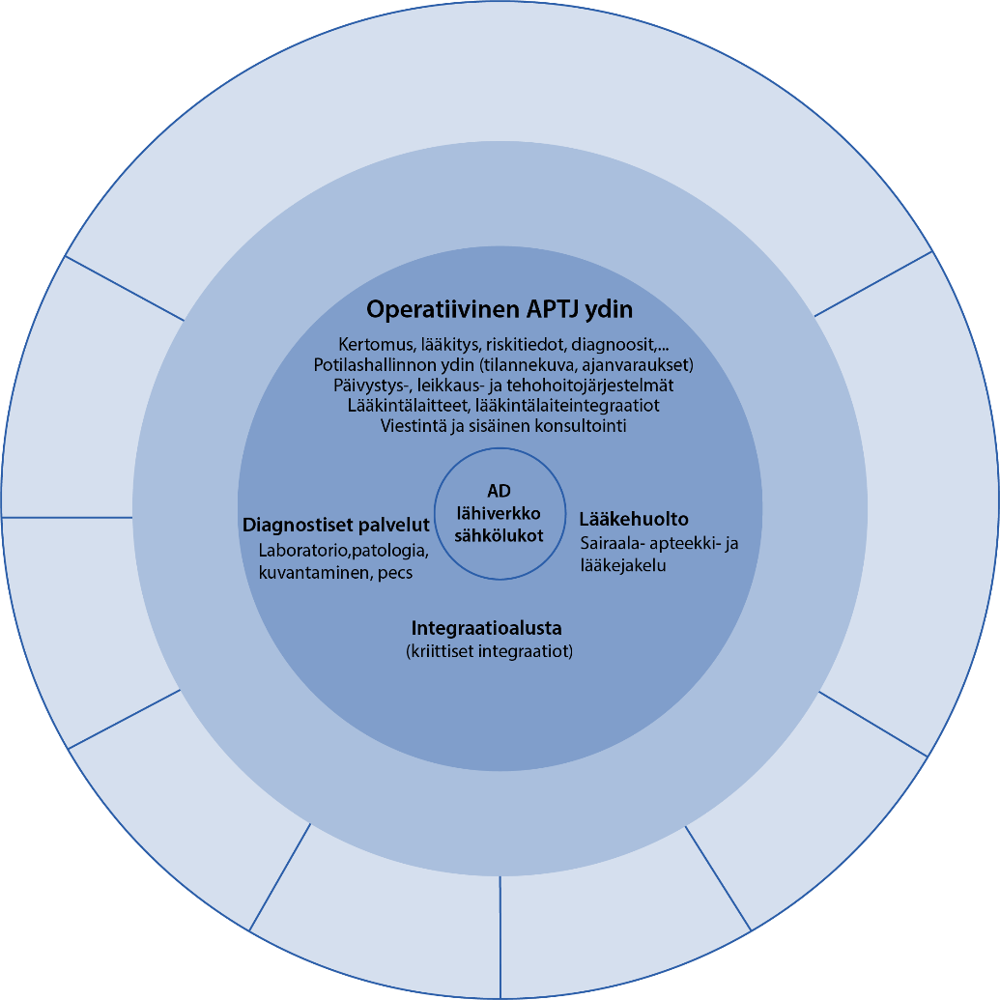 Operatiivinen APTJ ydin
Kertomus, lääkitys, riskitiedot, diagnoosit,...
Potilashallinnon ydin (tilannekuva, ajanvaraukset)
Päivystys-, leikkaus- ja tehohoitojärjestelmät
Lääkintälaitteet, lääkintälaiteintegraatiot
Viestintä ja sisäinen konsultointi
AD
lähiverkko
sähkölukot
Diagnostiset palvelut
Laboratorio,patologia,
kuvantaminen, pecs
Lääkehuolto
Sairaala- apteekki- ja
lääkejakelu
Integraatioalusta
(kriittiset integraatiot)